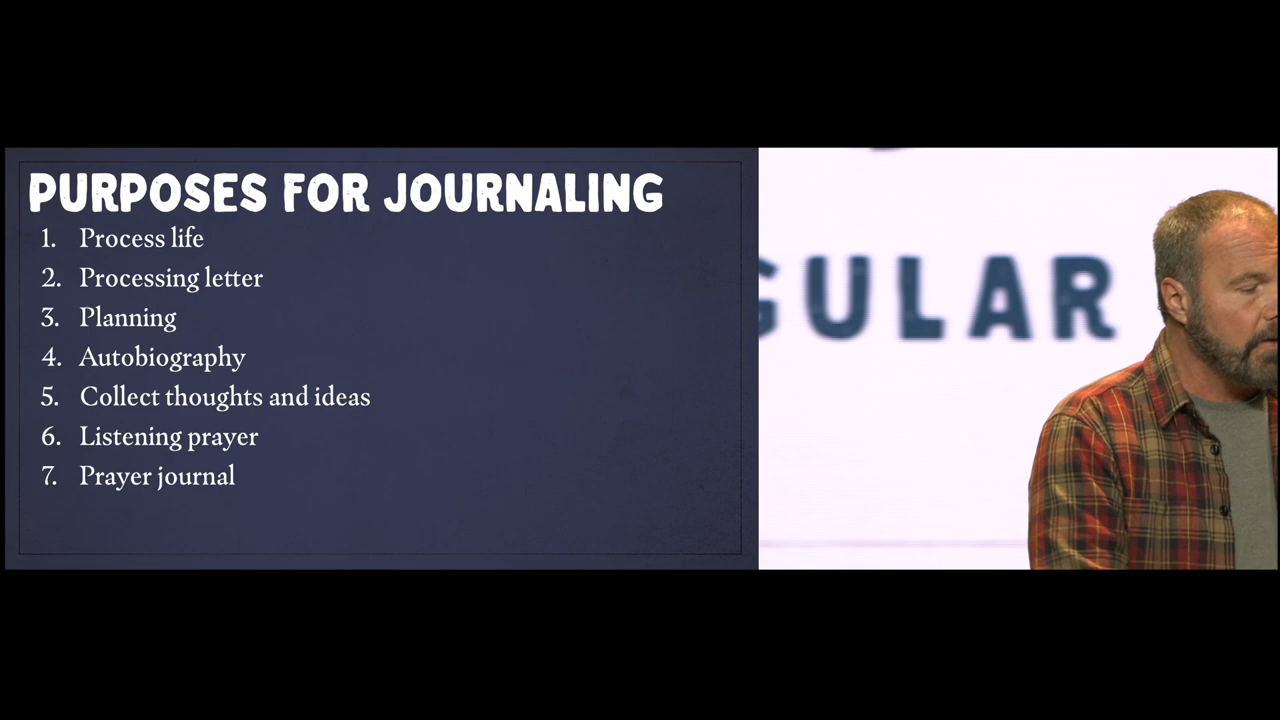 PURPOSES FOR JOURNALING
1. Process life
2. Processing letter
3. Planning
4. Autobiography
5. Collect thoughts and ideas
6. Listening prayer
7. Prayer journal
GULAR